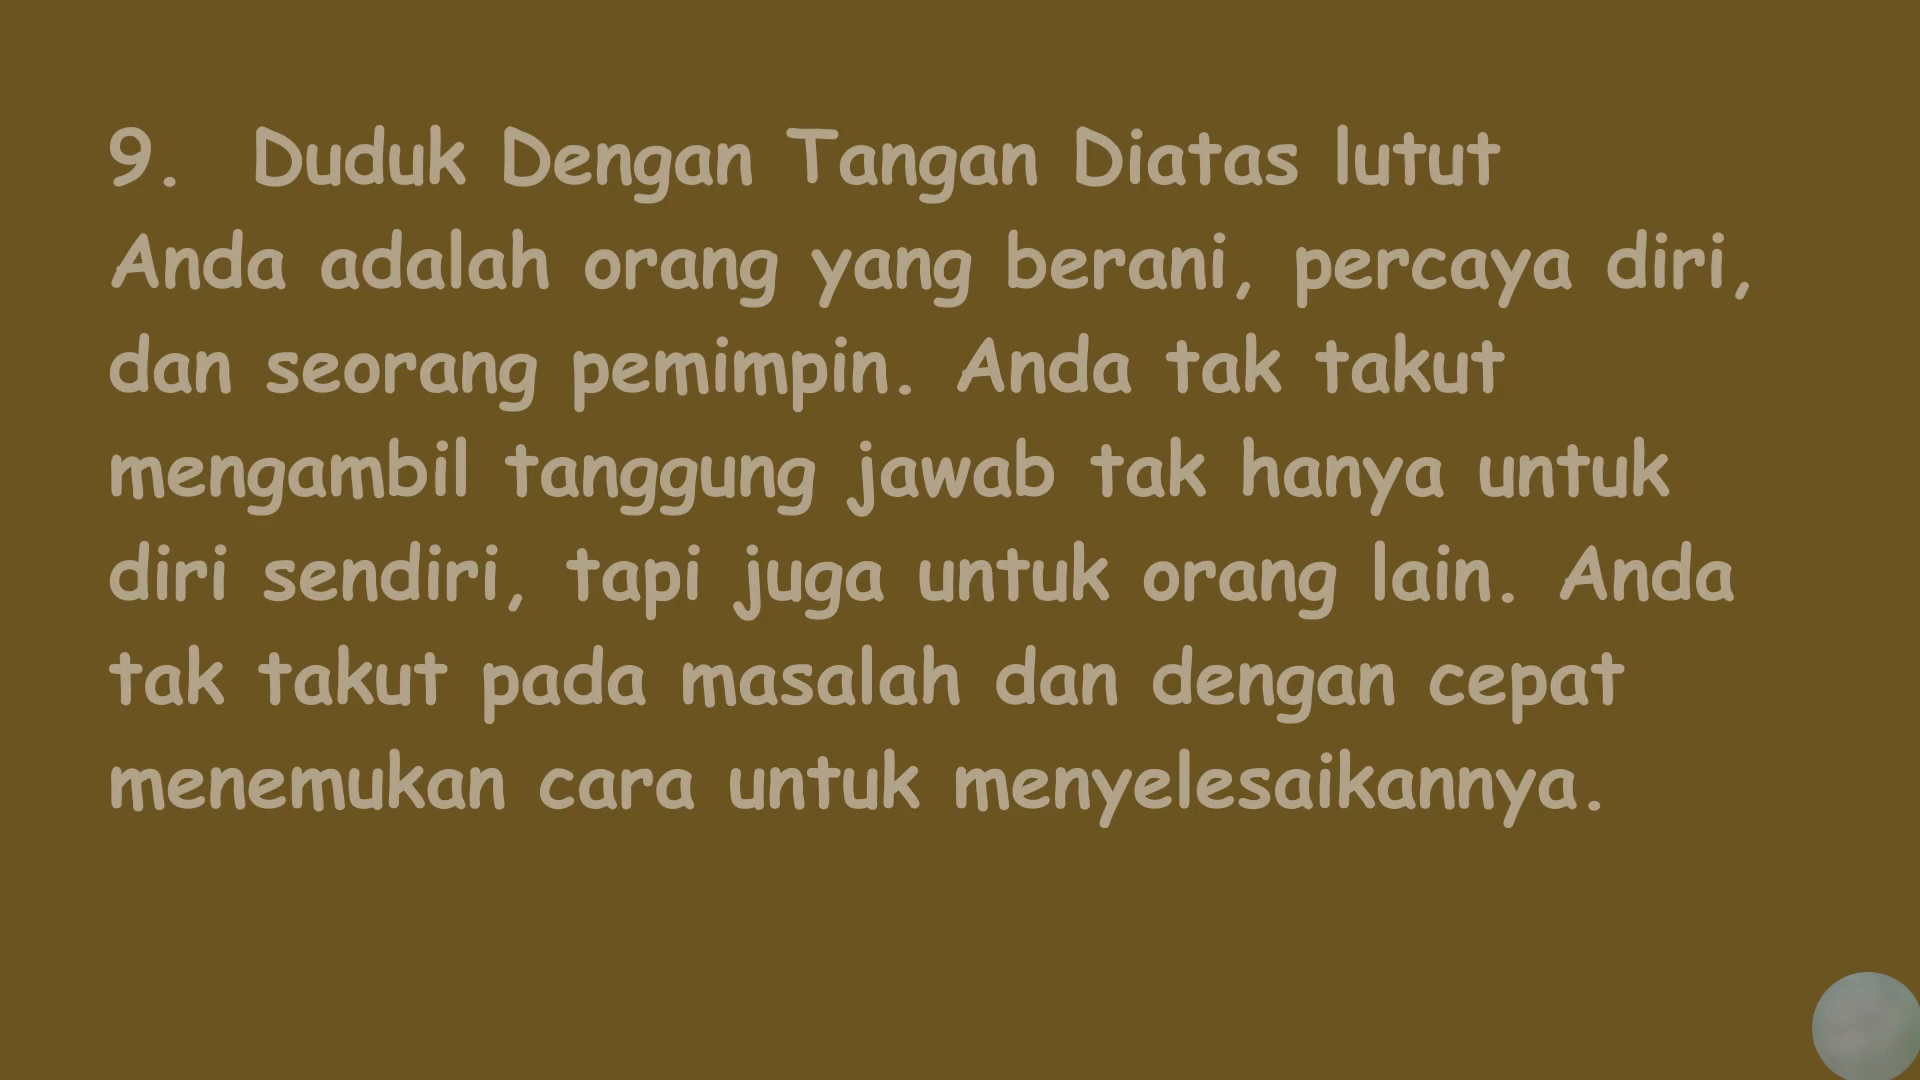 9. Duduk Dengan Tangan Diatas lutut
Anda adalah orang yang berani, percaya diri,
dan seorang pemimpin. Anda tak takut
mengambil tanggung jawab tak hanya untuk
diri sendiri, tapi juga untuk orang lain. Anda
tak takut pada masalah dan dengan cepat
menemukan cara untuk menyelesaikannya.